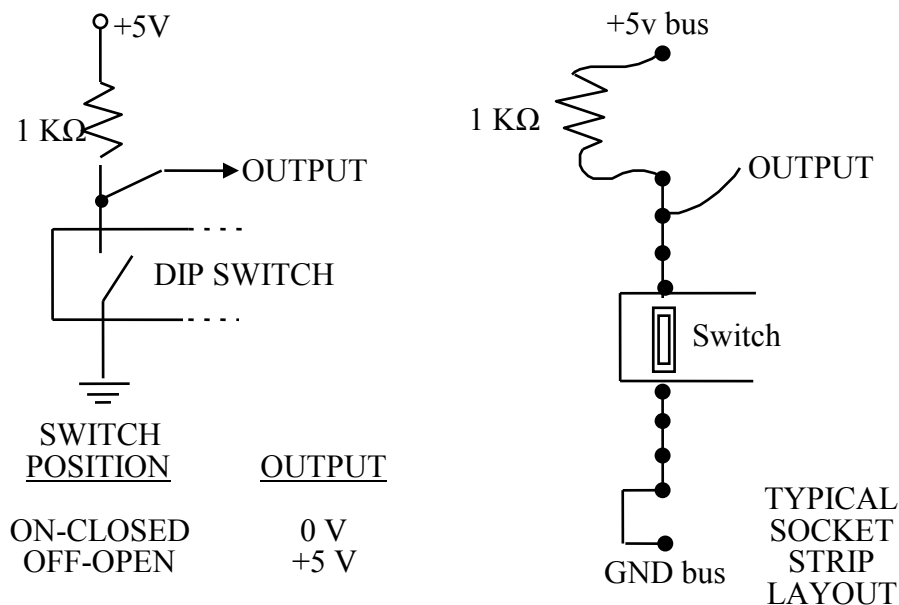 +5V
1 KΩ
OUTPUT
DIP SWITCH
SWITCH
POSITION OUTPUT
ON-CLOSED 0 V
OFF-OPEN +5 V
+5v bus
1 KΩ
OUTPUT
Switch
GND bus
TYPICAL
SOCKET
STRIP
LAYOUT